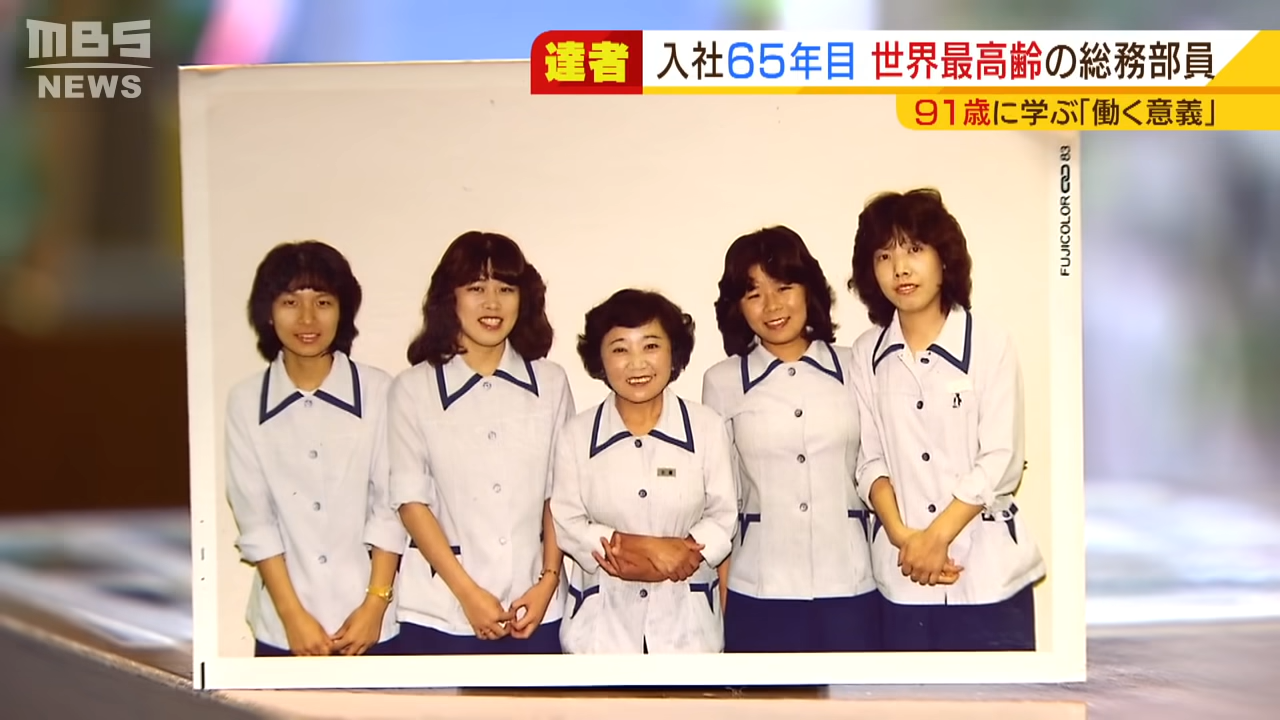 MBS
NEWS
達者
入社65年目 世界最高齢の総務部員
91歳に学ぶ「働く意義」
FUJICOLOR 83